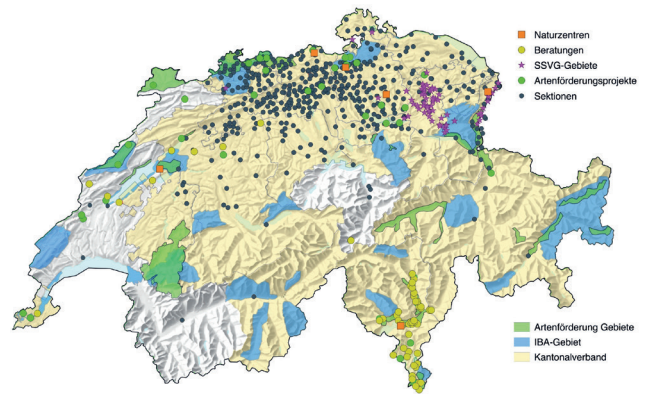 Naturzentren
Beratungen
SSVG-Gebiete
Artenförderungsprojekte
Sektionen
Artenförderung Gebiete
IBA-Gebiet
Kantonalverband